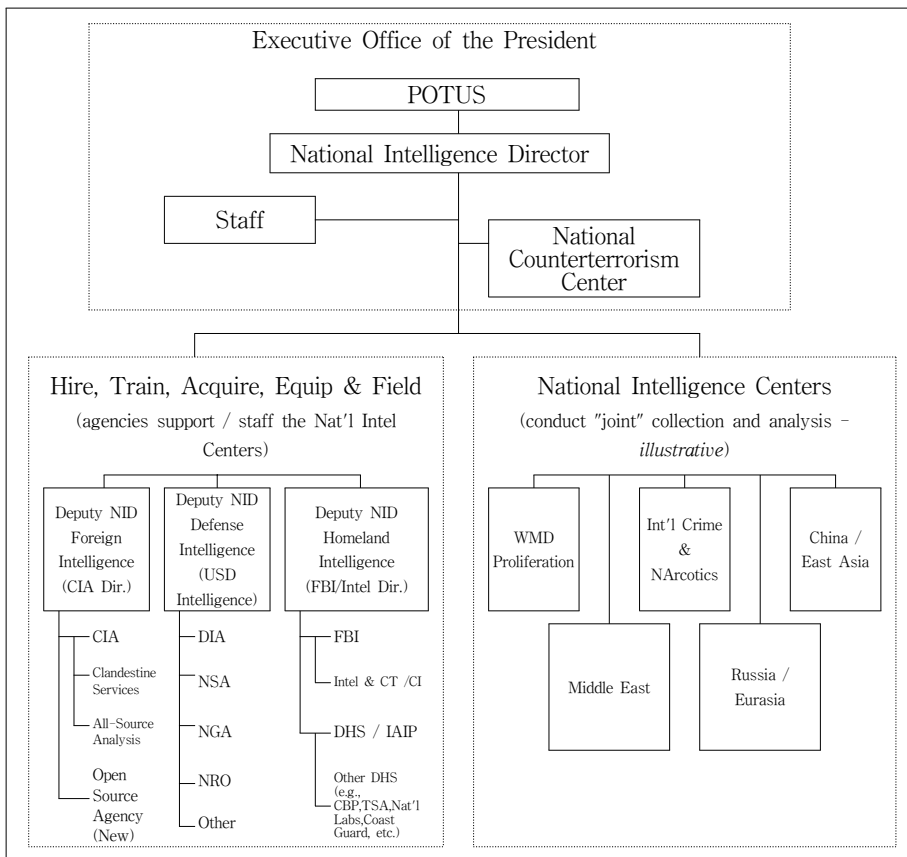 Executive Office of the President
POTUS
National Intelligence Director
Staff
National
Counterterrorism
Center
Hire, Train, Acquire, Equip & Field
(agencies support / staff the Nat'l Intel
Centers)
Deputy NID
Foreign
Intelligence
(CIA Dir.)
Deputy NID
Defense
Intelligence
(USD
Intelligence)
Deputy NID
Homeland
Intelligence
(FBI/Intel Dir.)
CIA
Clandestine
Services
All-Source
Analysis
Open
Source
Agency
(New)
DIA
NSA
NGA
NRO
Other
FBI
Intel & CT /CI
DHS / IAIP
Other DHS
(e.g.,
CBP,TSA,Nat'l
Labs,Coast
Guard, etc.)
National Intelligence Centers
(conduct "joint" collection and analysis -
illustrative)
WMD
Proliferation
Int'l Crime
&
NArcotics
China /
East Asia
Middle East
Russia /
Eurasia